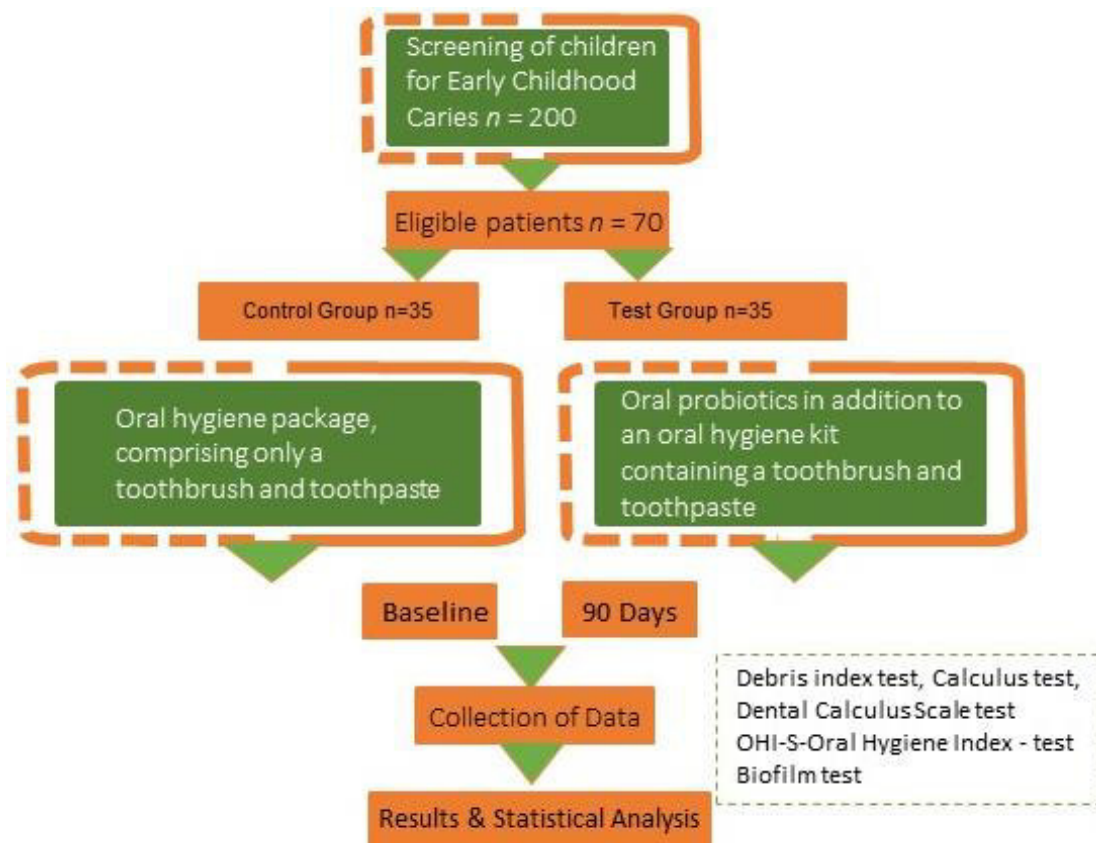 Screening of children
for Early Childhood
Caries n = 200
Eligible patients n = 70
Control Group n=35
Test Group n=35
Oral hygiene package,
comprising only a
toothbrush and toothpaste
Oral probiotics in addition to
an oral hygiene kit
containing a toothbrush and
toothpaste
Baseline
90 Days
Collection of Data
Debris index test, Calculus test,
Dental Calculus Scale test
OHI-S-Oral Hygiene Index - test
Biofilm test
Results & Statistical Analysis